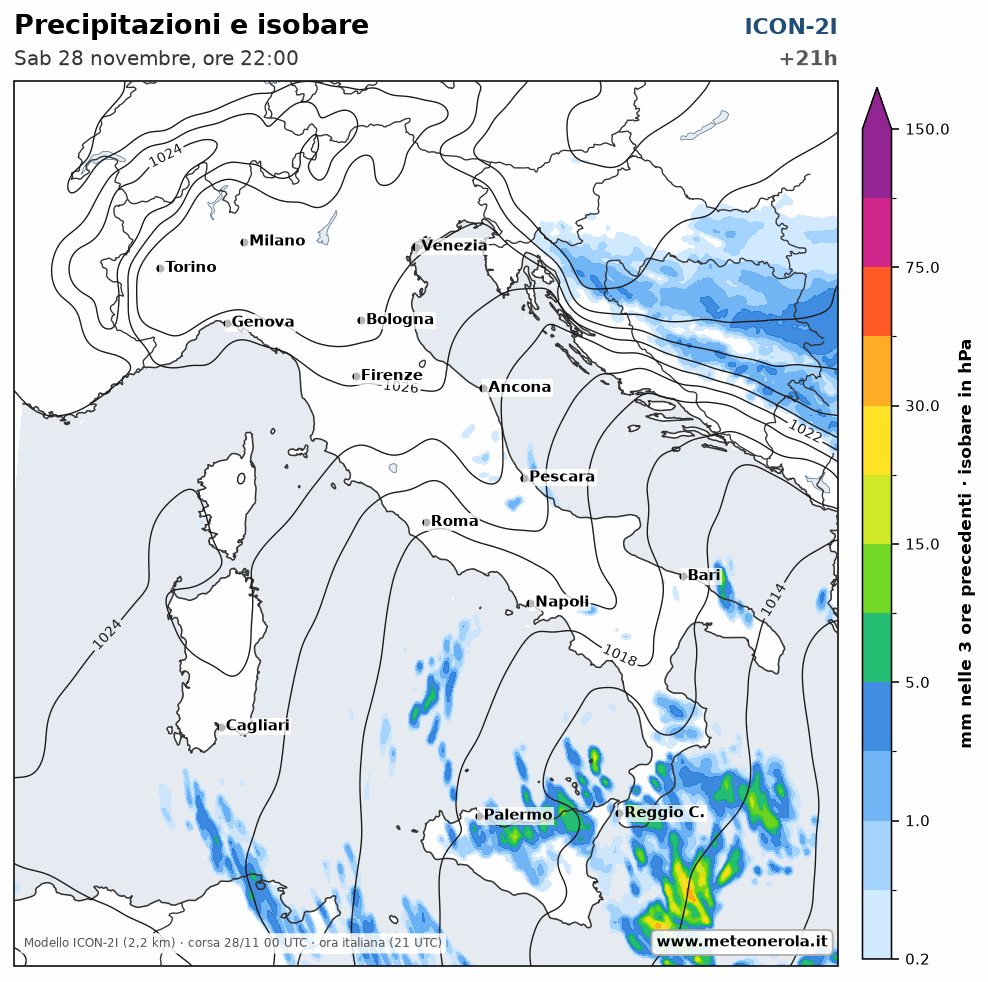 Precipitazioni e isobare
ICON-2I
Sab 28 novembre, ore 22:00
+21h
1024
Milano
Venezia
Torino
Genova
Bologna
Firenze
1026
Ancona
1022
Pescara
Roma
Bari
Napoli
1014
1024
1018
Cagliari
Palermo
Reggio C.
Modello ICON-2I (2,2 km) · corsa 28/11 00 UTC · ora italiana (21 UTC)
www.meteonerola.it
150.0
75.0
30.0
15.0
5.0
1.0
0.2
mm nelle 3 ore precedenti · isobare in hPa